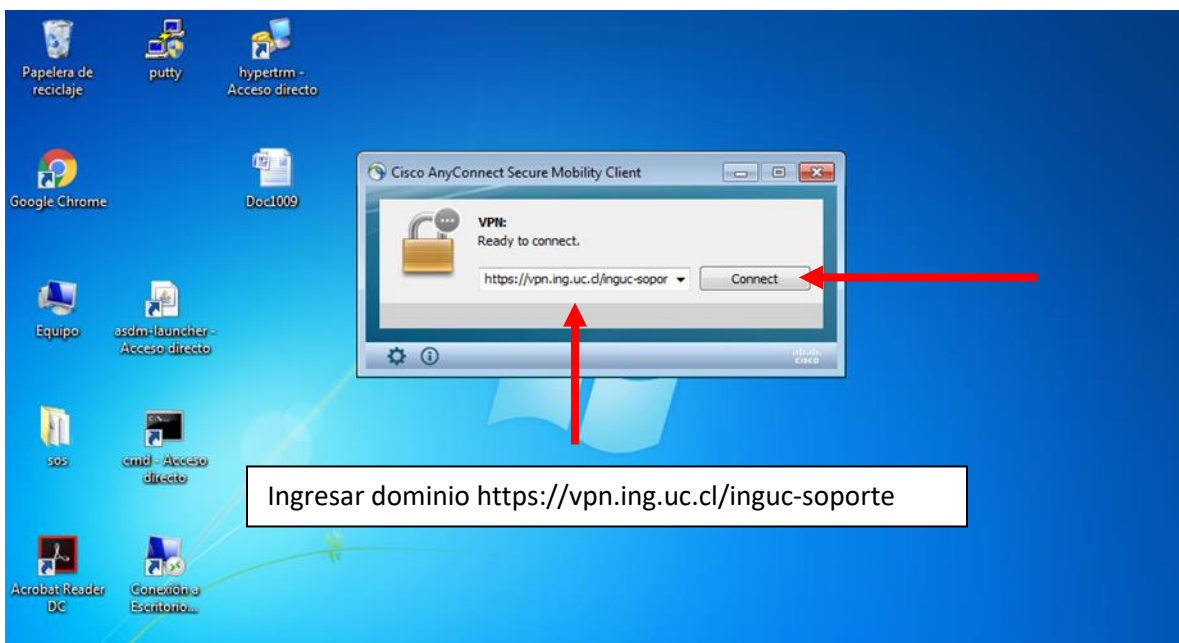 Papelera de
reciclaje
putty
hypertrm -
Acceso directo
Google Chrome
Doc1009
Cisco AnyConnect Secure Mobility Client
VPN:
Ready to connect.
https://vpn.ing.uc.cl/inguc-sopor
Connect
Equipo
asdm-launcher -
Acceso directo
cisco
sos
cmd - Acceso
directo
Ingresar dominio https://vpn.ing.uc.cl/inguc-soporte
Acrobat Reader
DC
Conexión a
Escritorio...